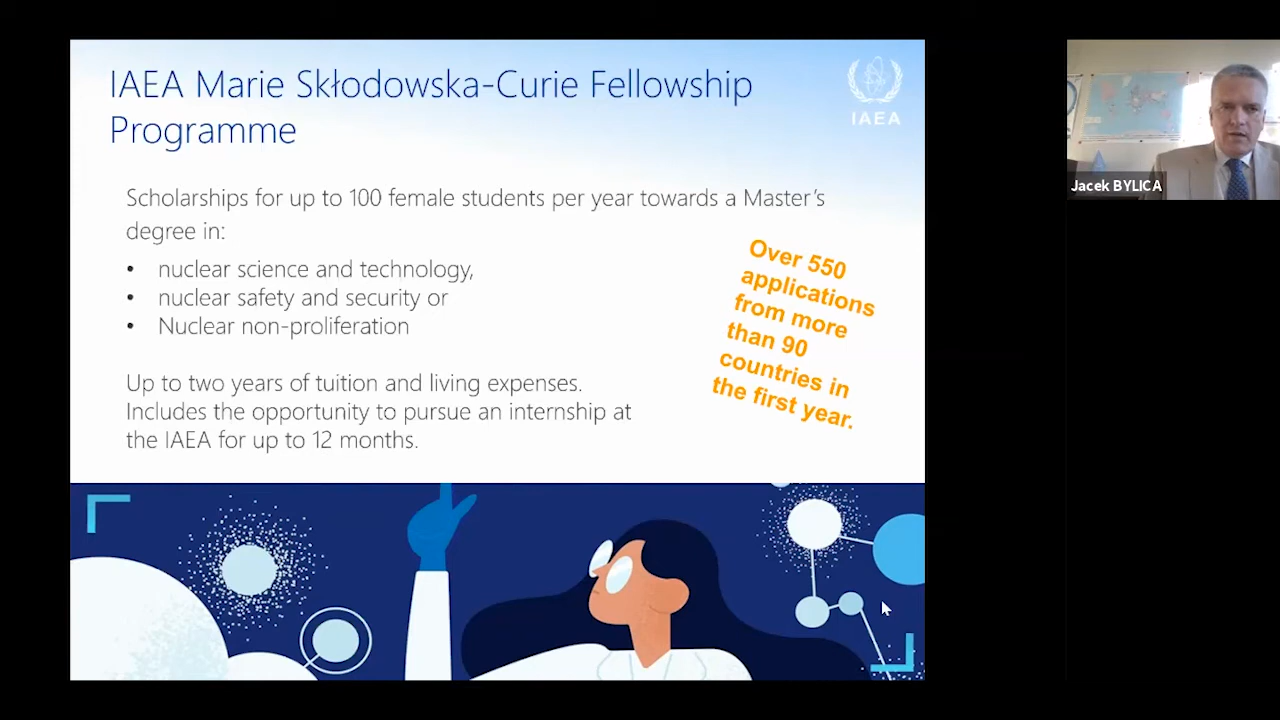 IAEA Marie Skłodowska-Curie Fellowship
Programme
IAEA
Scholarships for up to 100 female students per year towards a Master’s
degree in:
• nuclear science and technology,
• nuclear safety and security or
• Nuclear non-proliferation
Up to two years of tuition and living expenses.
Includes the opportunity to pursue an internship at
the IAEA for up to 12 months.
Over 550
applications
from more
than 90
countries in
the first year.
Jacek BYLICA